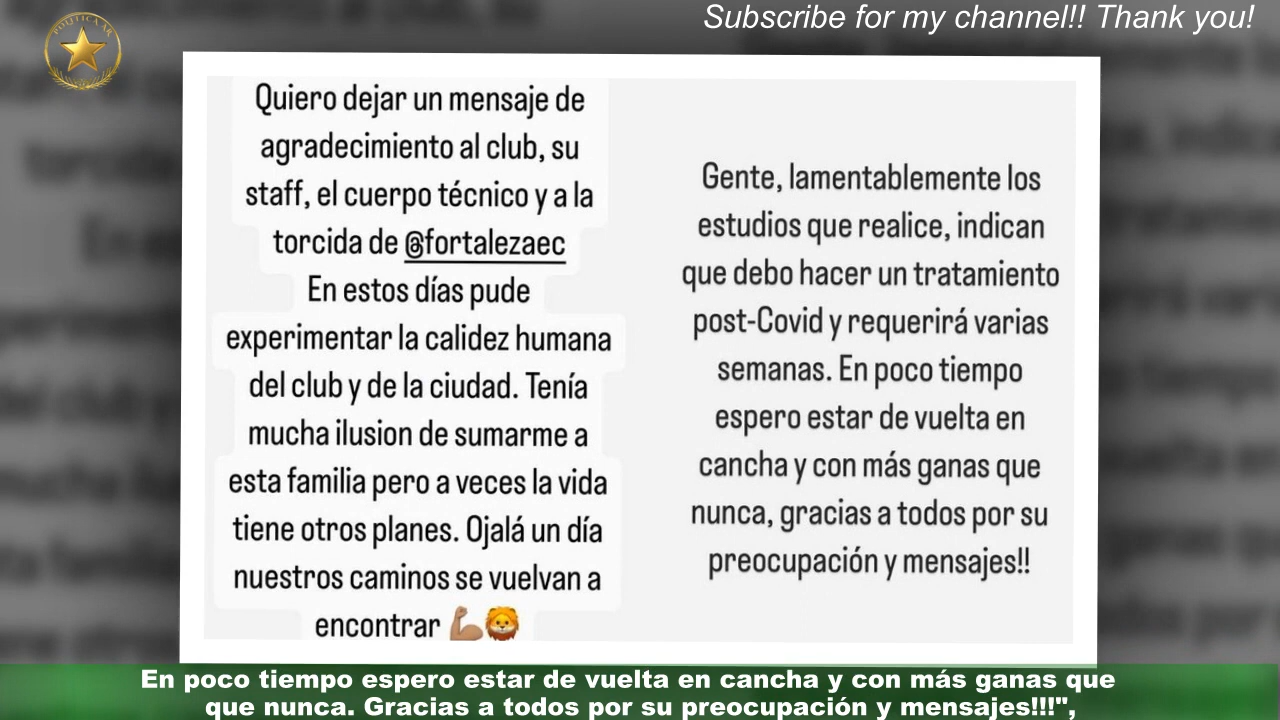 Subscribe for my channel!! Thank you!
POLITICA AR
Quiero dejar un mensaje de
agradecimiento al club, su
staff, el cuerpo técnico y a la
torcida de @fortalezaec
En estos días pude
experimentar la calidez humana
del club y de la ciudad. Tenía
mucha ilusion de sumarme a
esta familia pero a veces la vida
tiene otros planes. Ojalá un día
nuestros caminos se vuelvan a
encontrar 💪🏽🦁
Gente, lamentablemente los
estudios que realice, indican
que debo hacer un tratamiento
post-Covid y requerirá varias
semanas. En poco tiempo
espero estar de vuelta en
cancha y con más ganas que
nunca, gracias a todos por su
preocupación y mensajes!!
En poco tiempo espero estar de vuelta en cancha y con más ganas que
que nunca. Gracias a todos por su preocupación y mensajes!!!",